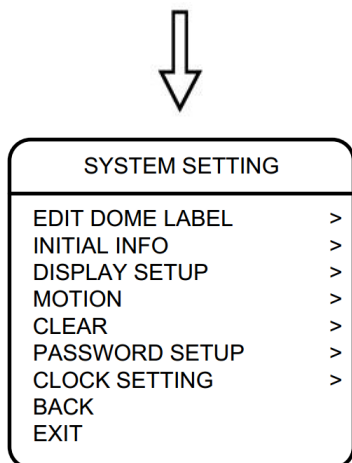 SYSTEM SETTING
EDIT DOME LABEL >
INITIAL INFO >
DISPLAY SETUP >
MOTION >
CLEAR >
PASSWORD SETUP >
CLOCK SETTING >
BACK
EXIT